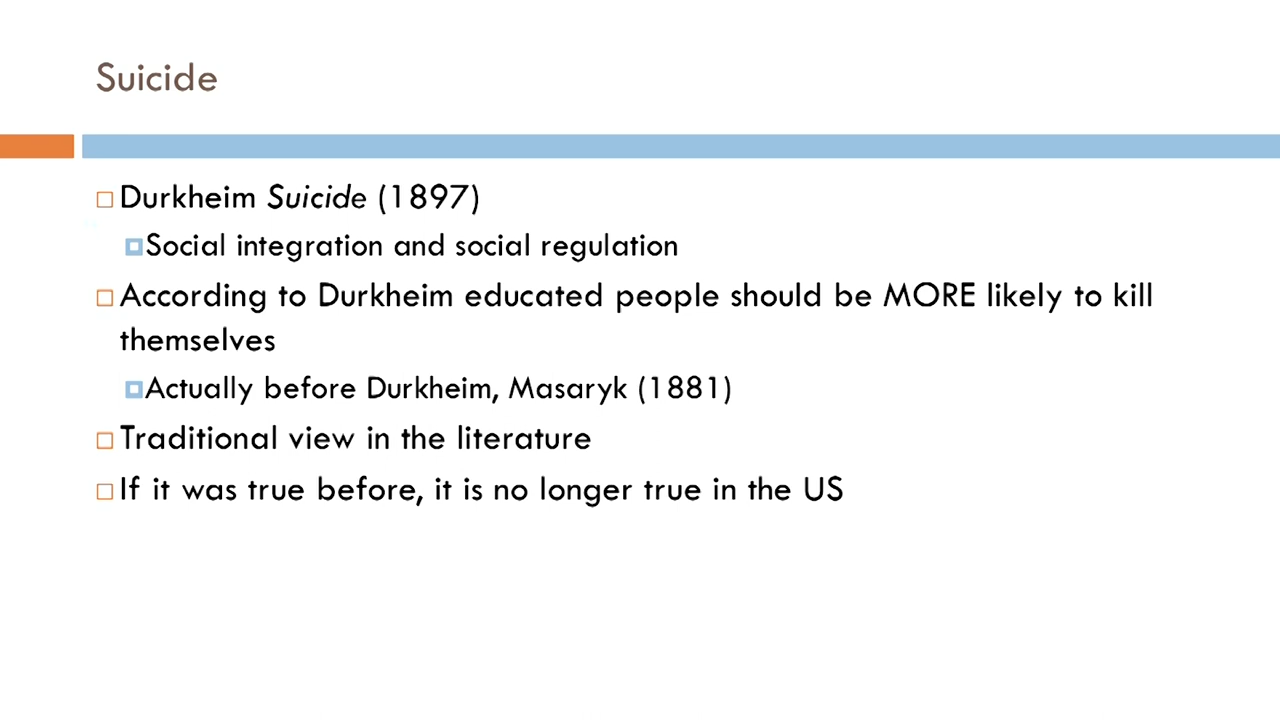 Suicide
Durkheim Suicide (1897)
Social integration and social regulation
According to Durkheim educated people should be MORE likely to kill
themselves
Actually before Durkheim, Masaryk (1881)
Traditional view in the literature
If it was true before, it is no longer true in the US